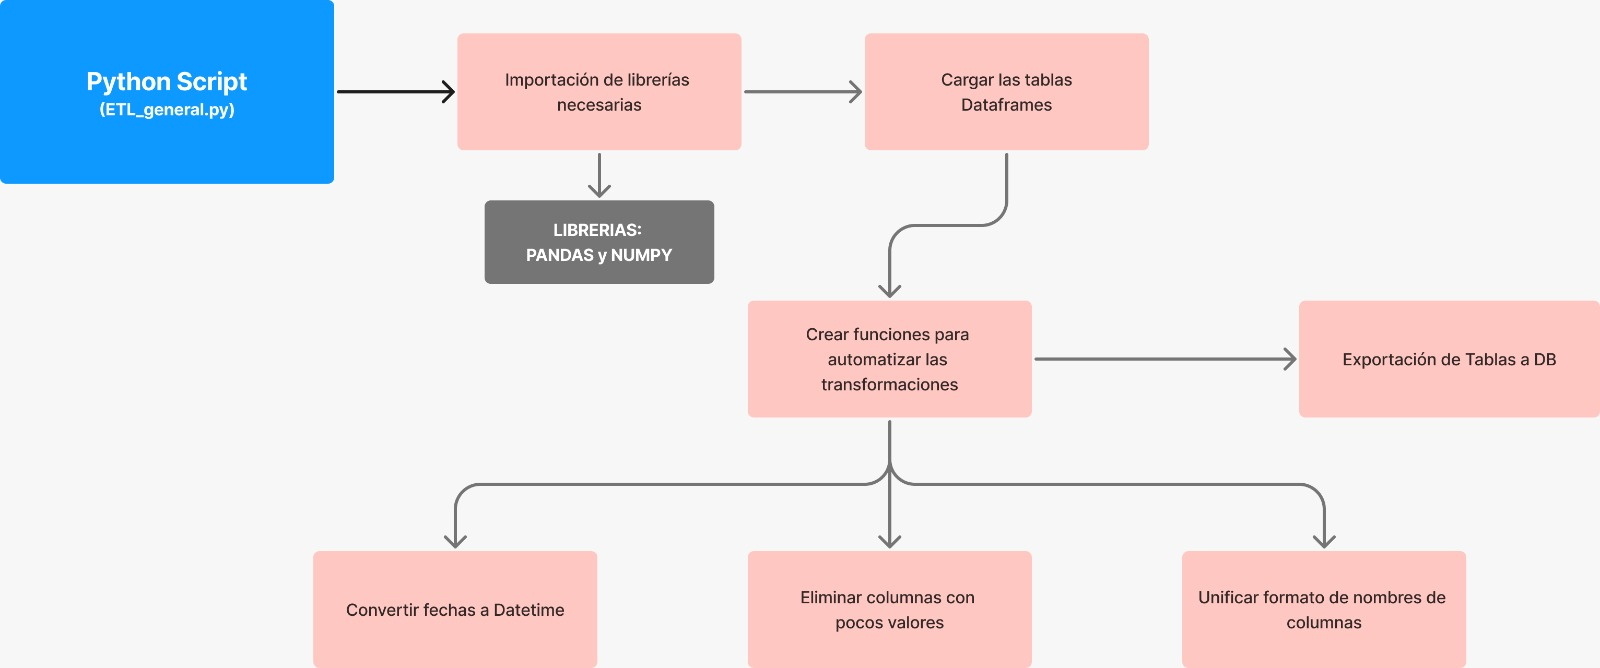 Python Script
(ETL_general.py)
Importación de librerías
necesarias
Cargar las tablas
Dataframes
LIBRERIAS:
PANDAS y NUMPY
Crear funciones para
automatizar las
transformaciones
Exportación de Tablas a DB
Convertir fechas a Datetime
Eliminar columnas con
pocos valores
Unificar formato de nombres de
columnas